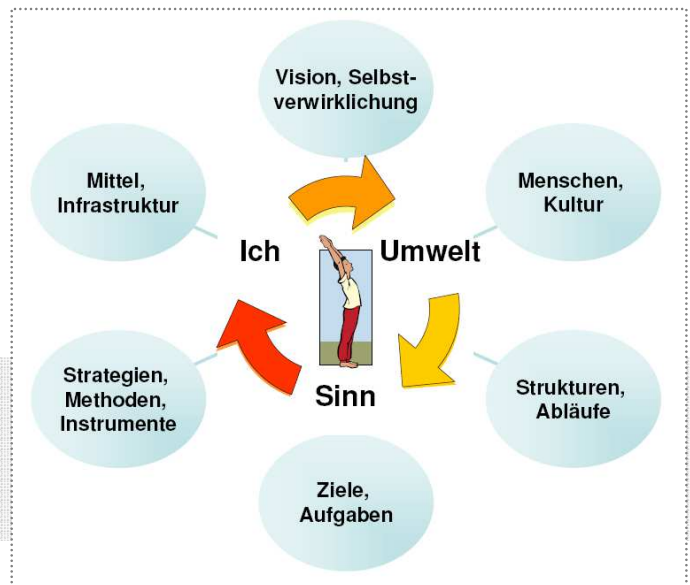 Vision, Selbst-
verwirklichung
Mittel,
Infrastruktur
Menschen,
Kultur
Ich
Umwelt
Sinn
Strategien,
Methoden,
Instrumente
Strukturen,
Abläufe
Ziele,
Aufgaben